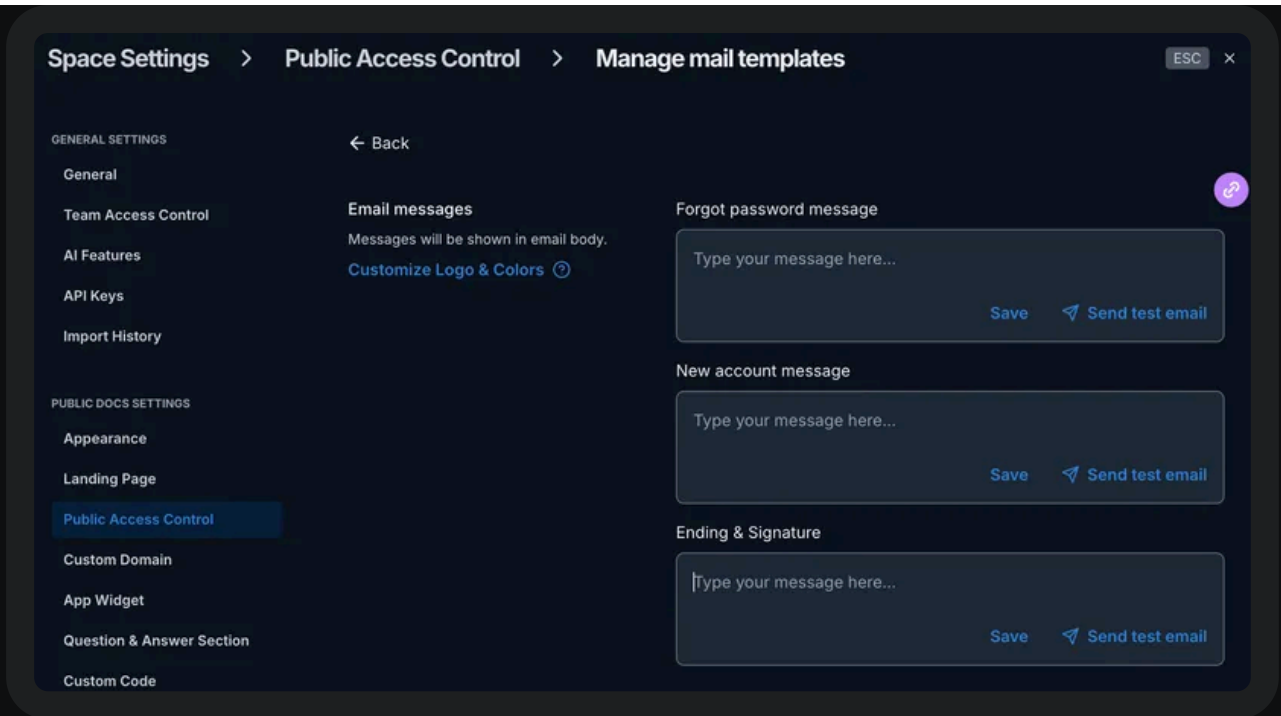 Space Settings > Public Access Control > Manage mail templates ESC ×
GENERAL SETTINGS
General
Team Access Control
AI Features
API Keys
Import History
PUBLIC DOCS SETTINGS
Appearance
Landing Page
Public Access Control
Custom Domain
App Widget
Question & Answer Section
Custom Code
← Back
Email messages
Messages will be shown in email body.
Customize Logo & Colors ?
Forgot password message
Type your message here...
Save Send test email
New account message
Type your message here...
Save Send test email
Ending & Signature
Type your message here...
Save Send test email